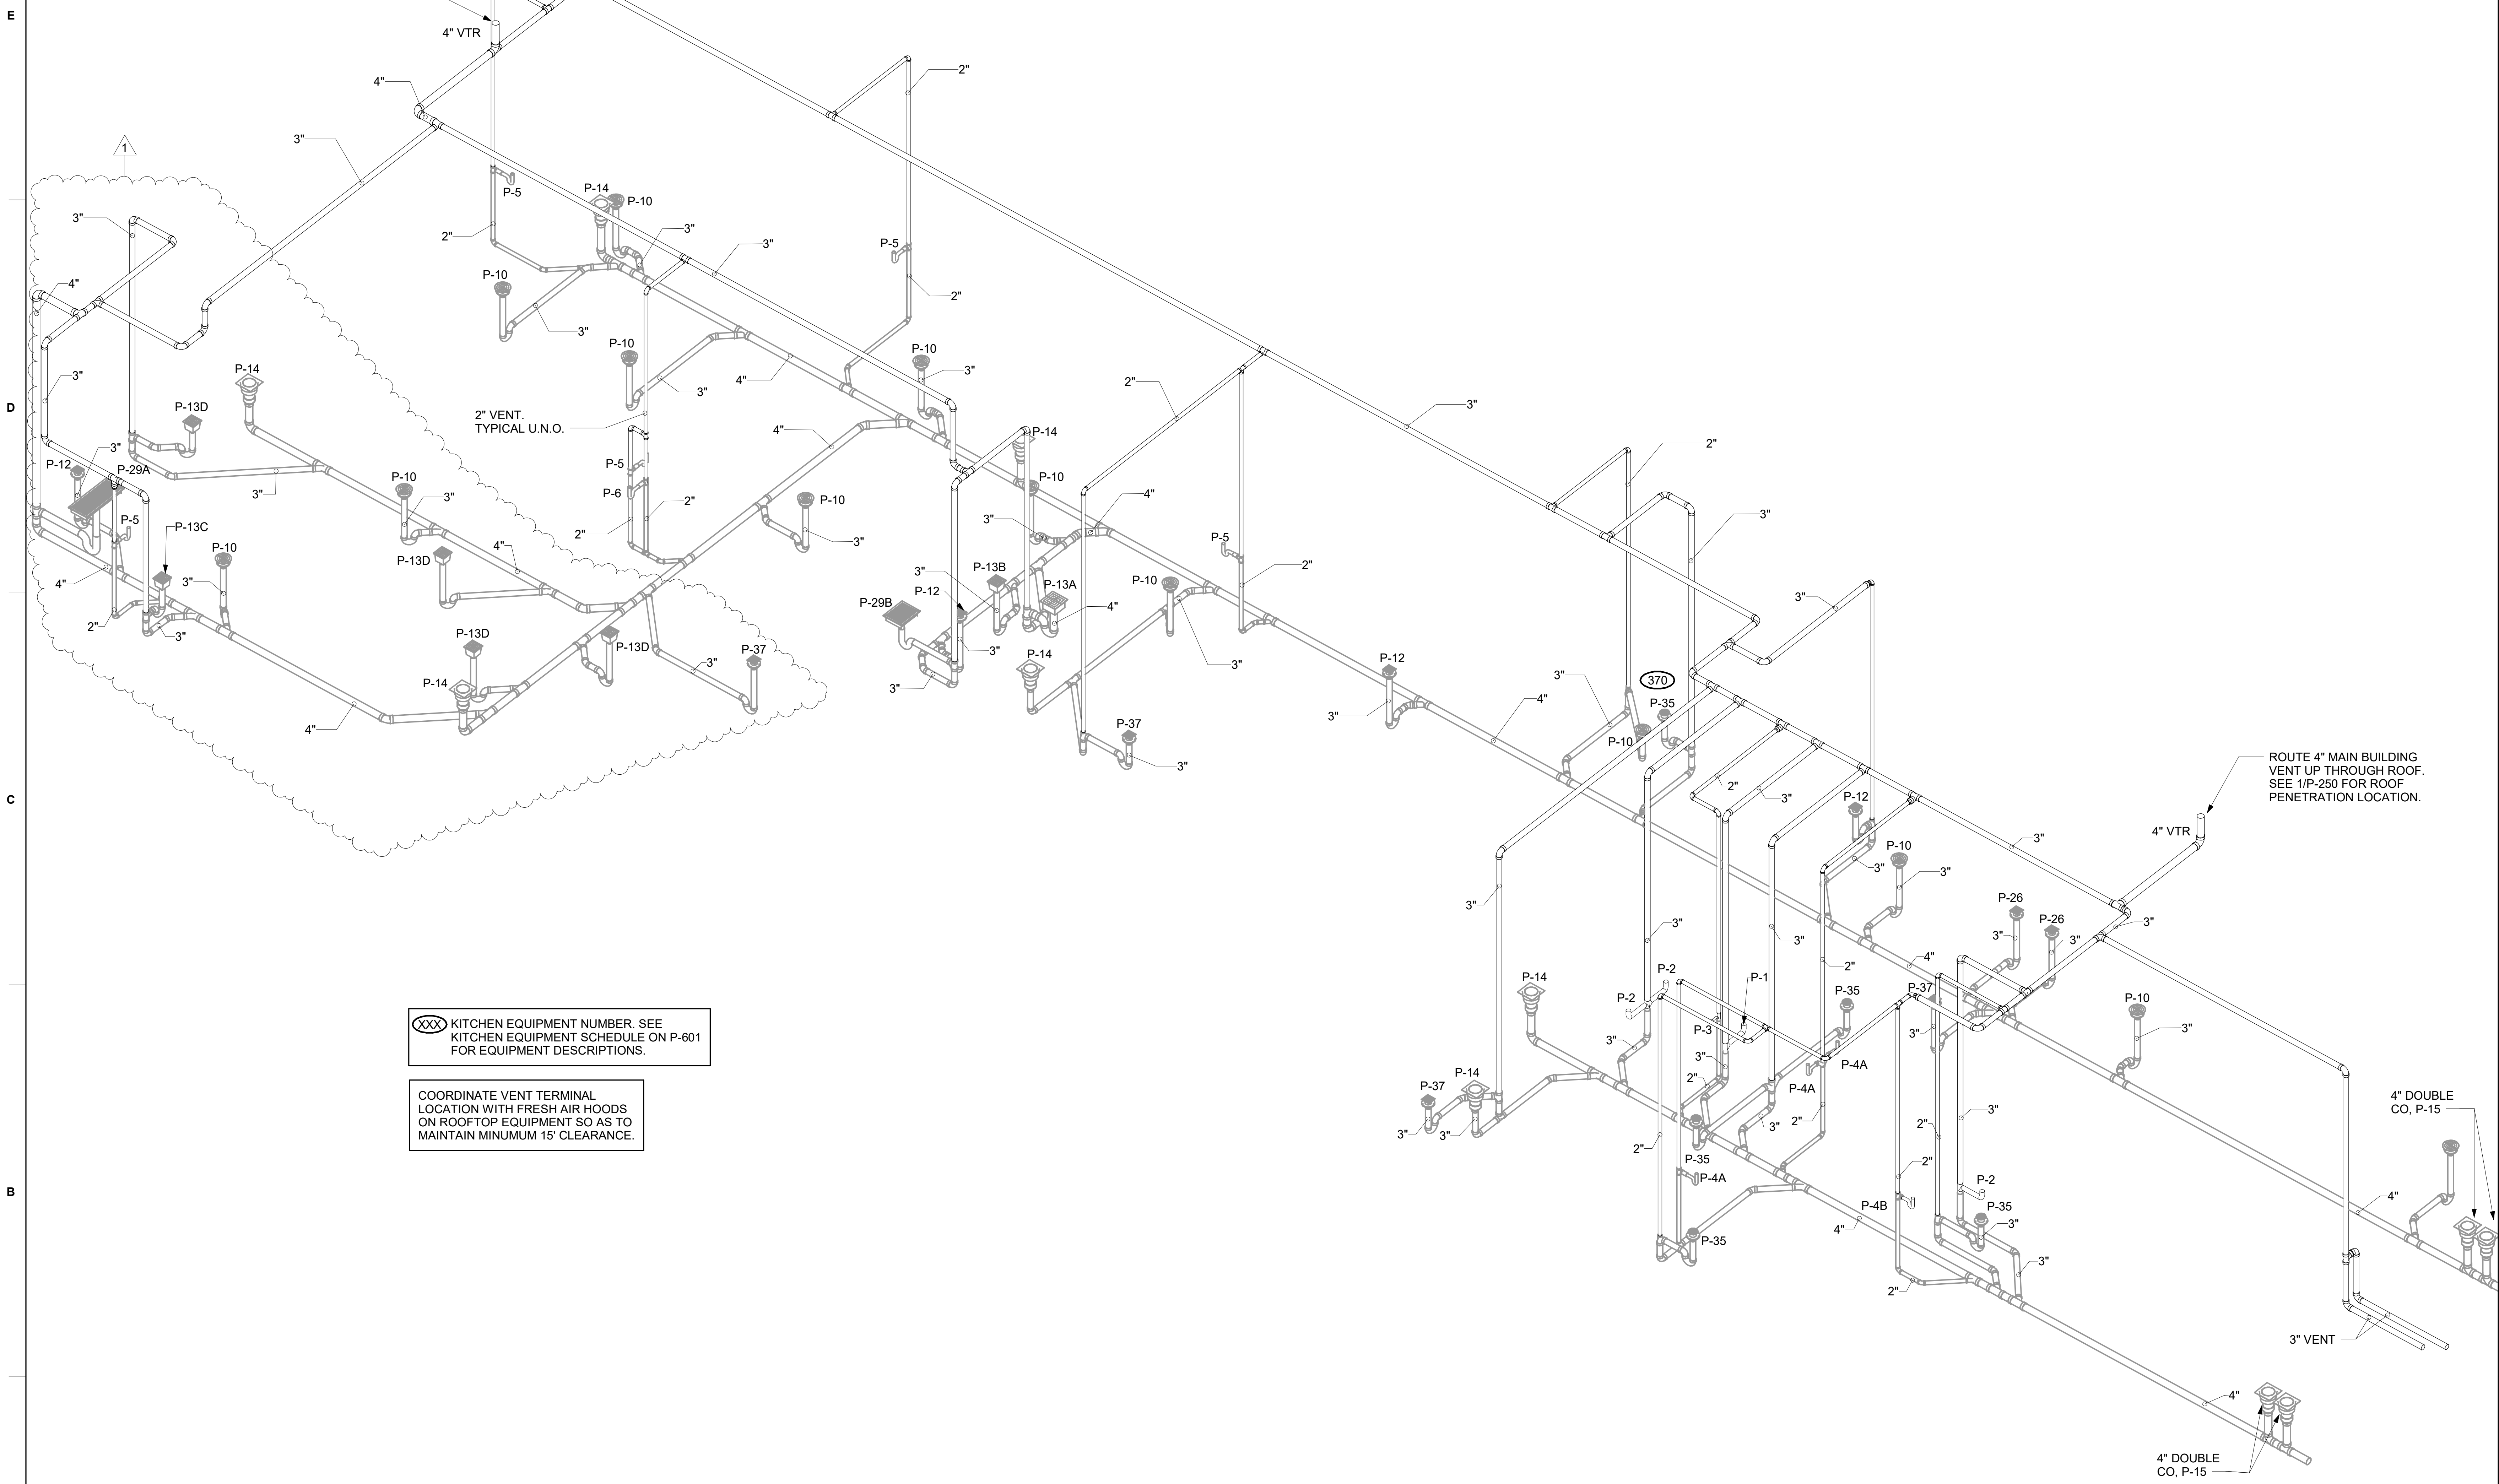 E
4" VTR
2"
4"
3"
1
P-5
P-14
P-10
3"
3"
2"
3"
P-5
P-10
4"
2"
3"
P-10
P-10
3"
P-14
4"
3"
2"
3"
3"
D
P-13D
2" VENT.
TYPICAL U.N.O.
4"
P-14
2"
3"
P-12
P-29A
P-5
P-10
P-10
3"
3"
P-6
2"
P-10
4"
3"
2"
3"
P-5
P-13C
P-10
4"
3"
P-5
P-13D
2"
4"
3"
P-13B
P-13A
P-10
P-12
P-29B
4"
3"
2"
3"
P-13D
P-13D
P-37
3"
P-14
3"
3"
P-14
3"
P-12
3"
370
P-35
4"
3"
4"
P-37
P-10
3"
ROUTE 4" MAIN BUILDING
VENT UP THROUGH ROOF.
SEE 1/P-250 FOR ROOF
PENETRATION LOCATION.
2"
3"
C
P-12
4" VTR
3"
P-10
3"
3"
3"
P-26
P-26
3"
3"
3"
3"
3"
4"
2"
P-14
P-2
P-1
P-2
P-35
P-37
P-10
XXX
KITCHEN EQUIPMENT NUMBER. SEE
KITCHEN EQUIPMENT SCHEDULE ON P-601
FOR EQUIPMENT DESCRIPTIONS.
P-3
3"
3"
3"
3"
P-4A
P-14
2"
P-4A
P-37
COORDINATE VENT TERMINAL
LOCATION WITH FRESH AIR HOODS
ON ROOFTOP EQUIPMENT SO AS TO
MAINTAIN MINUMUM 15' CLEARANCE.
4" DOUBLE
CO, P-15
3"
2"
2"
3"
3"
3"
2"
P-35
2"
P-4A
P-2
B
4"
P-4B
P-35
4"
3"
P-35
3"
2"
3" VENT
4"
4" DOUBLE
CO, P-15